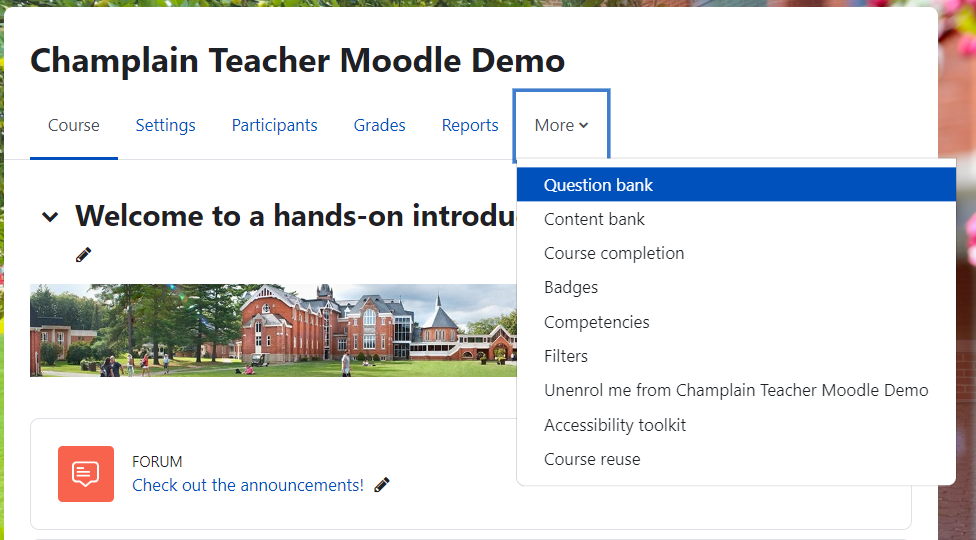 Champlain Teacher Moodle Demo
Course Settings Participants Grades Reports More
Question bank
Content bank
Course completion
Badges
Competencies
Filters
Unenrol me from Champlain Teacher Moodle Demo
Accessibility toolkit
Course reuse
Welcome to a hands-on
FORUM
Check out the announcements!